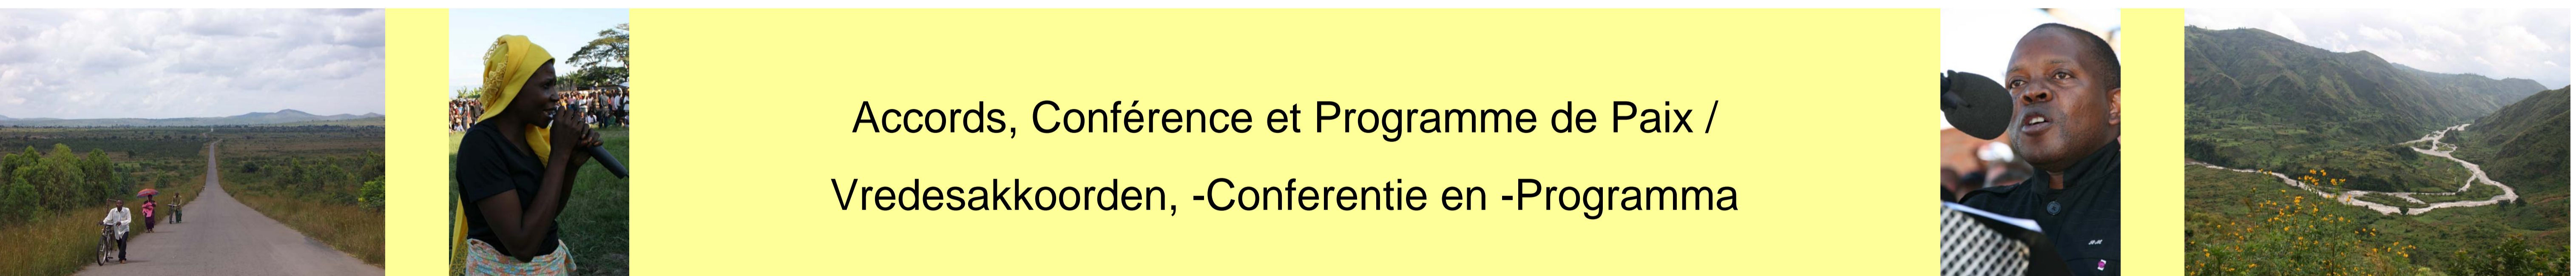 Accords, Conférence et Programme de Paix /
Vredesakkoorden, -Conferentie en -Programma